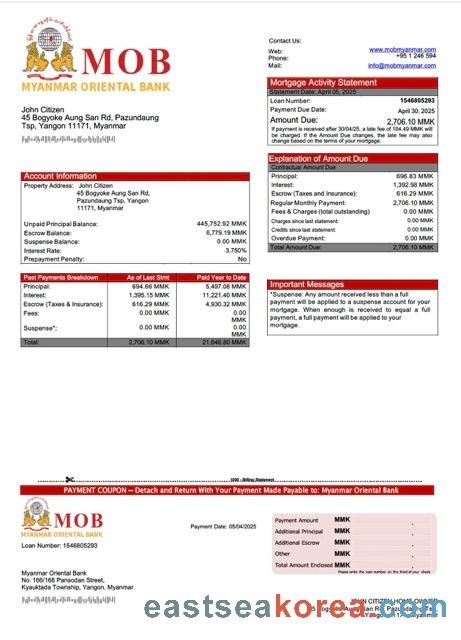 MOB
MYANMAR ORIENTAL BANK
Contact Us:
Web: www.mobmyanmar.com
Phone: +95 1 246 594
Mail: info@mobmyanmar.com
John Citizen
45 Bogyoke Aung San Rd, Pazundaung
Tsp, Yangon 11171, Myanmar
Mortgage Activity Statement
Statement Date: April 05, 2025
Loan Number: 1546805293
Payment Due Date: April 30, 2025
Amount Due: 2,706.10 MMK
If payment is received after 30/04/25, a late fee of 104.49 MMK will be
charged. If the Amount Due changes, the late fee may also
change based on the terms of your mortgage.
Explanation of Amount Due
Contractual Amount Due
Principal: 696.83 MMK
Interest: 1,392.98 MMK
Escrow (Taxes and Insurance): 616.29 MMK
Regular Monthly Payment: 2,706.10 MMK
Fees & Charges (total outstanding) 0.00 MMK
Charges since last statement: 0.00 MMK
Credits since last statement: 0.00 MMK
Overdue Payment: 0.00 MMK
Total Amount Due: 2,706.10 MMK
Account Information
Property Address: John Citizen
45 Bogyoke Aung San Rd,
Pazundaung Tsp, Yangon
11171, Myanmar
Unpaid Principal Balance: 445,752.92 MMK
Escrow Balance: 6,779.19 MMK
Suspense Balance: 0.00 MMK
Interest Rate: 3.750%
Prepayment Penalty: No
Past Payments Breakdown As of Last Stmt Paid Year to Date
Principal: 694.66 MMK 5,497.08 MMK
Interest: 1,395.15 MMK 11,221.40 MMK
Escrow (Taxes & Insurance): 616.29 MMK 4,930.32 MMK
Fees: 0.00 MMK 0.00
MMK
Suspense*: 0.00 MMK 0.00
MMK
Total: 2,706.10 MMK 21,648.80 MMK
Important Messages
*Suspense: Any amount received less than a full
payment will be applied to a suspense account for your
mortgage. When enough is received to equal a full
payment, a full payment will be applied to your
mortgage.
PAYMENT COUPON – Detach and Return With Your Payment Made Payable to: Myanmar Oriental Bank
MOB
MYANMAR ORIENTAL BANK
Loan Number: 1546805293
Payment Date: 05/04/2025
Payment Amount MMK
Additional Principal MMK
Additional Escrow MMK
Other MMK
Total Amount Enclosed MMK
Please write the loan number on the front of your check
Myanmar Oriental Bank
No. 166/168 Pansodan Street,
Kyauktada Township, Yangon, Myanmar
JOHN CITIZEN HOME OWNER
eastseakorea.com